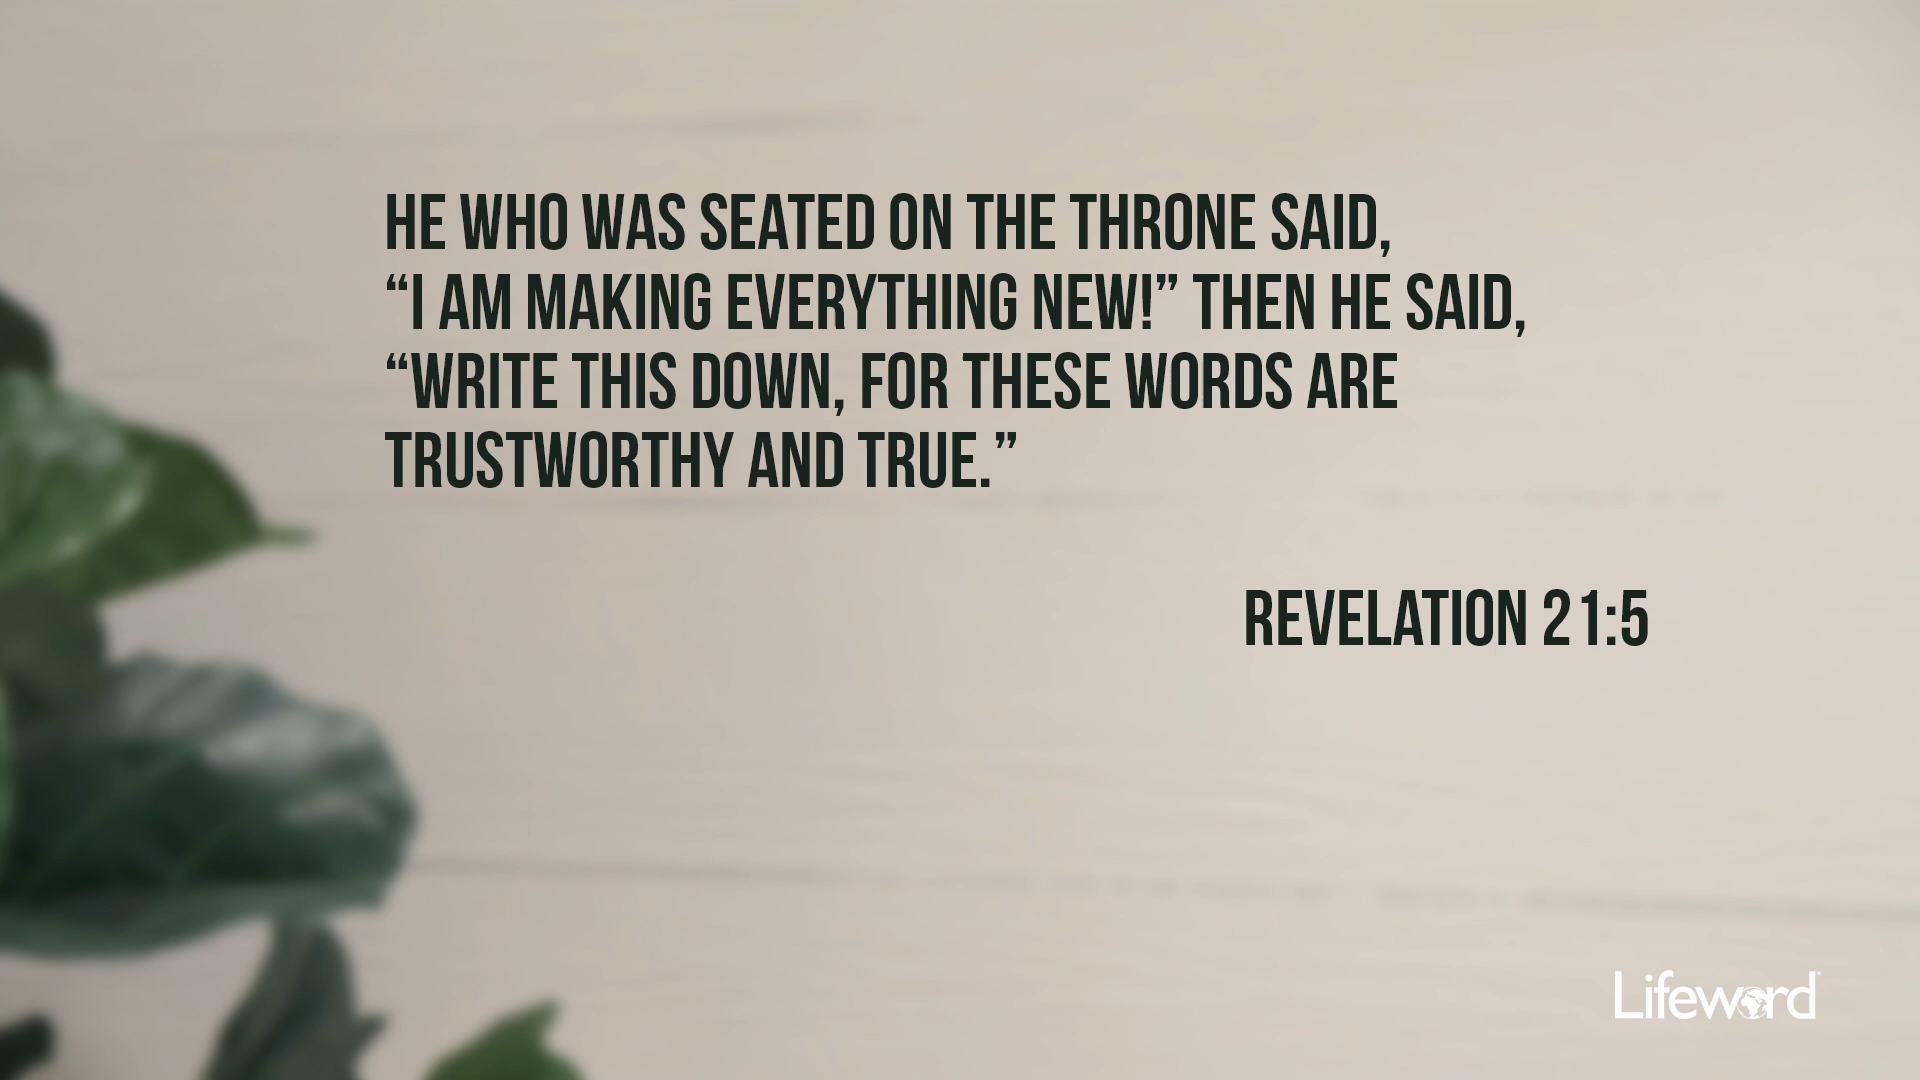 HE WHO WAS SEATED ON THE THRONE SAID,
“I AM MAKING EVERYTHING NEW!” THEN HE SAID,
“WRITE THIS DOWN, FOR THESE WORDS ARE
TRUSTWORTHY AND TRUE.”
REVELATION 21:5
Lifeword